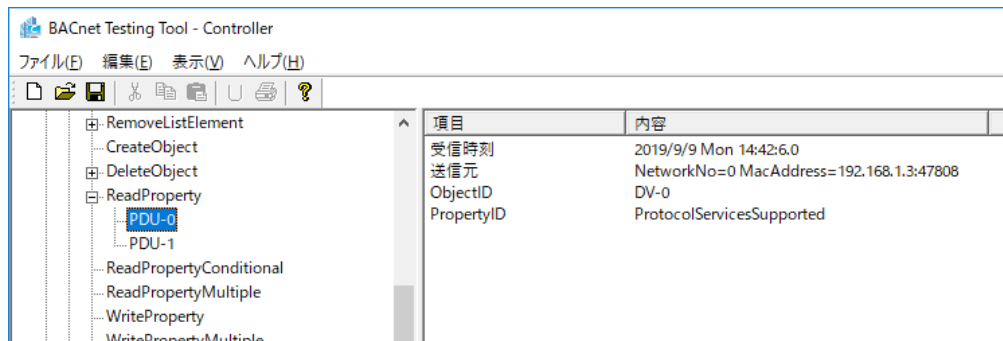 BACnet Testing Tool - Controller
ファイル(F) 編集(E) 表示(V) ヘルプ(H)
RemoveListElement
CreateObject
DeleteObject
ReadProperty
PDU-0
PDU-1
ReadPropertyConditional
ReadPropertyMultiple
WriteProperty
WritePropertyMultiple
項目 内容
受信時刻 2019/9/9 Mon 14:42:6.0
送信元 NetworkNo=0 MacAddress=192.168.1.3:47808
ObjectID DV-0
PropertyID ProtocolServicesSupported